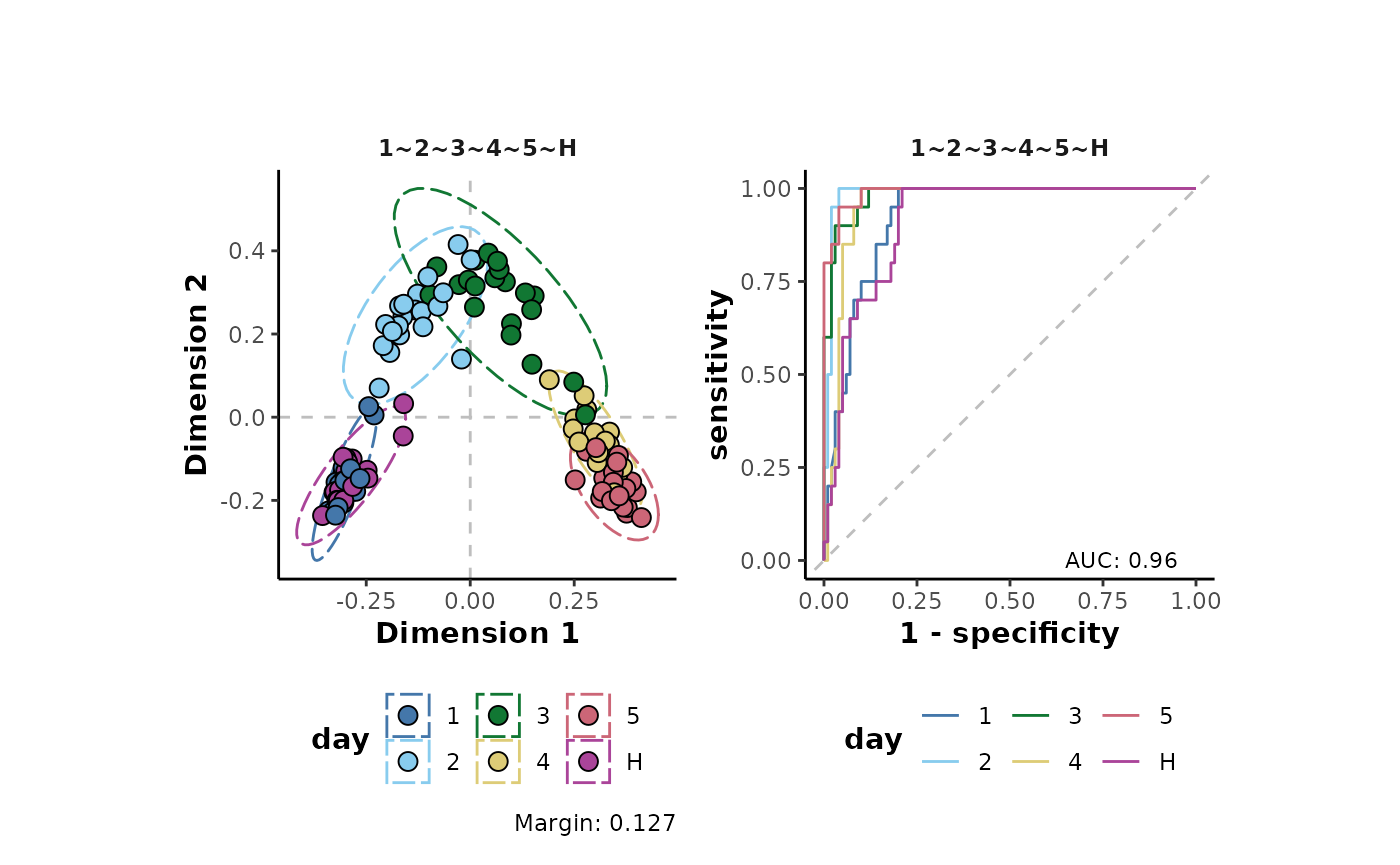 1~2~3~4~5~H
Dimension 2
0.4
0.2
0.0
-0.2
-0.25 0.00 0.25
Dimension 1
day
1 3 5
2 4 H
Margin: 0.127
1~2~3~4~5~H
sensitivity
1.00
0.75
0.50
0.25
0.00
AUC: 0.96
0.00 0.25 0.50 0.75 1.00
1 - specificity
day
1 3 5
2 4 H